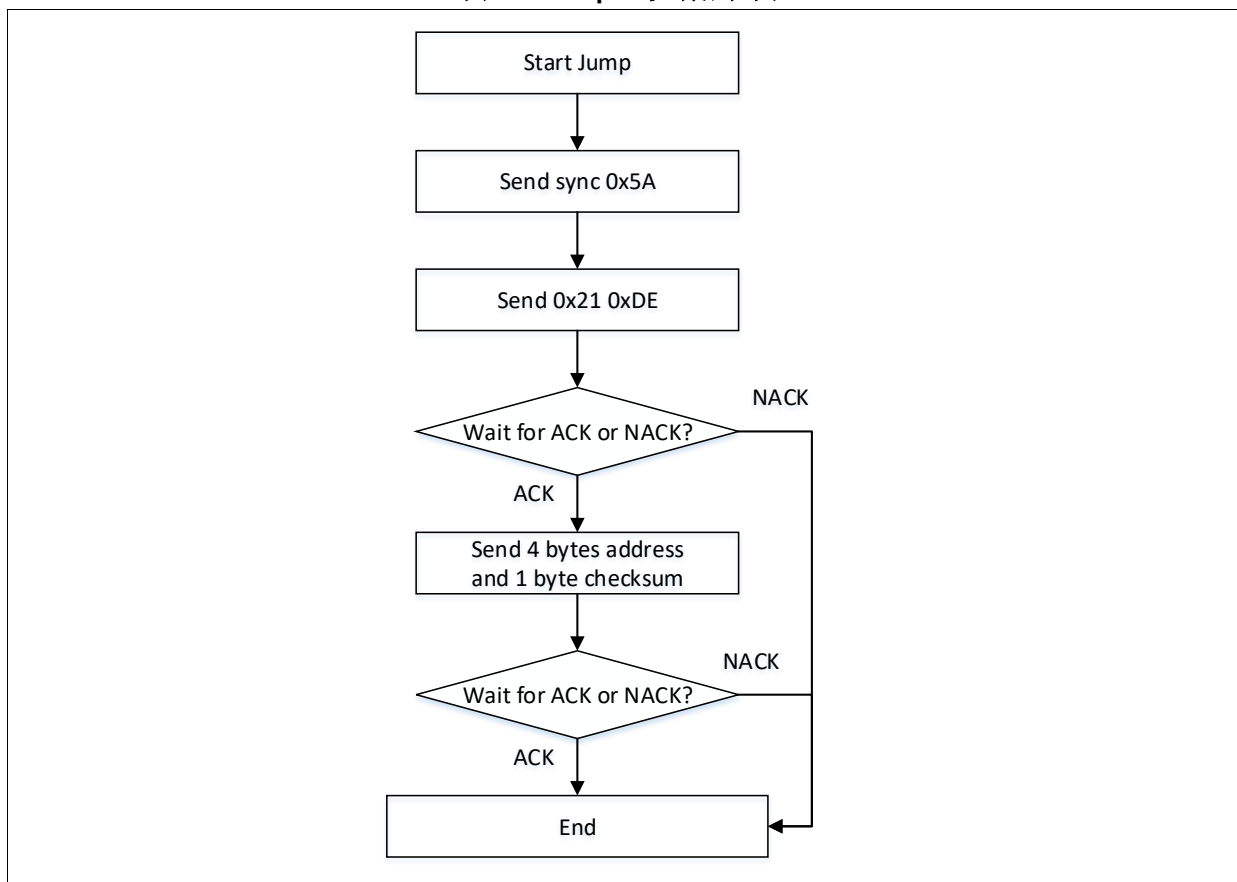 Start Jump
Send sync 0x5A
Send 0x21 0xDE
NACK
Wait for ACK or NACK?
ACK
Send 4 bytes address
and 1 byte checksum
NACK
Wait for ACK or NACK?
ACK
End